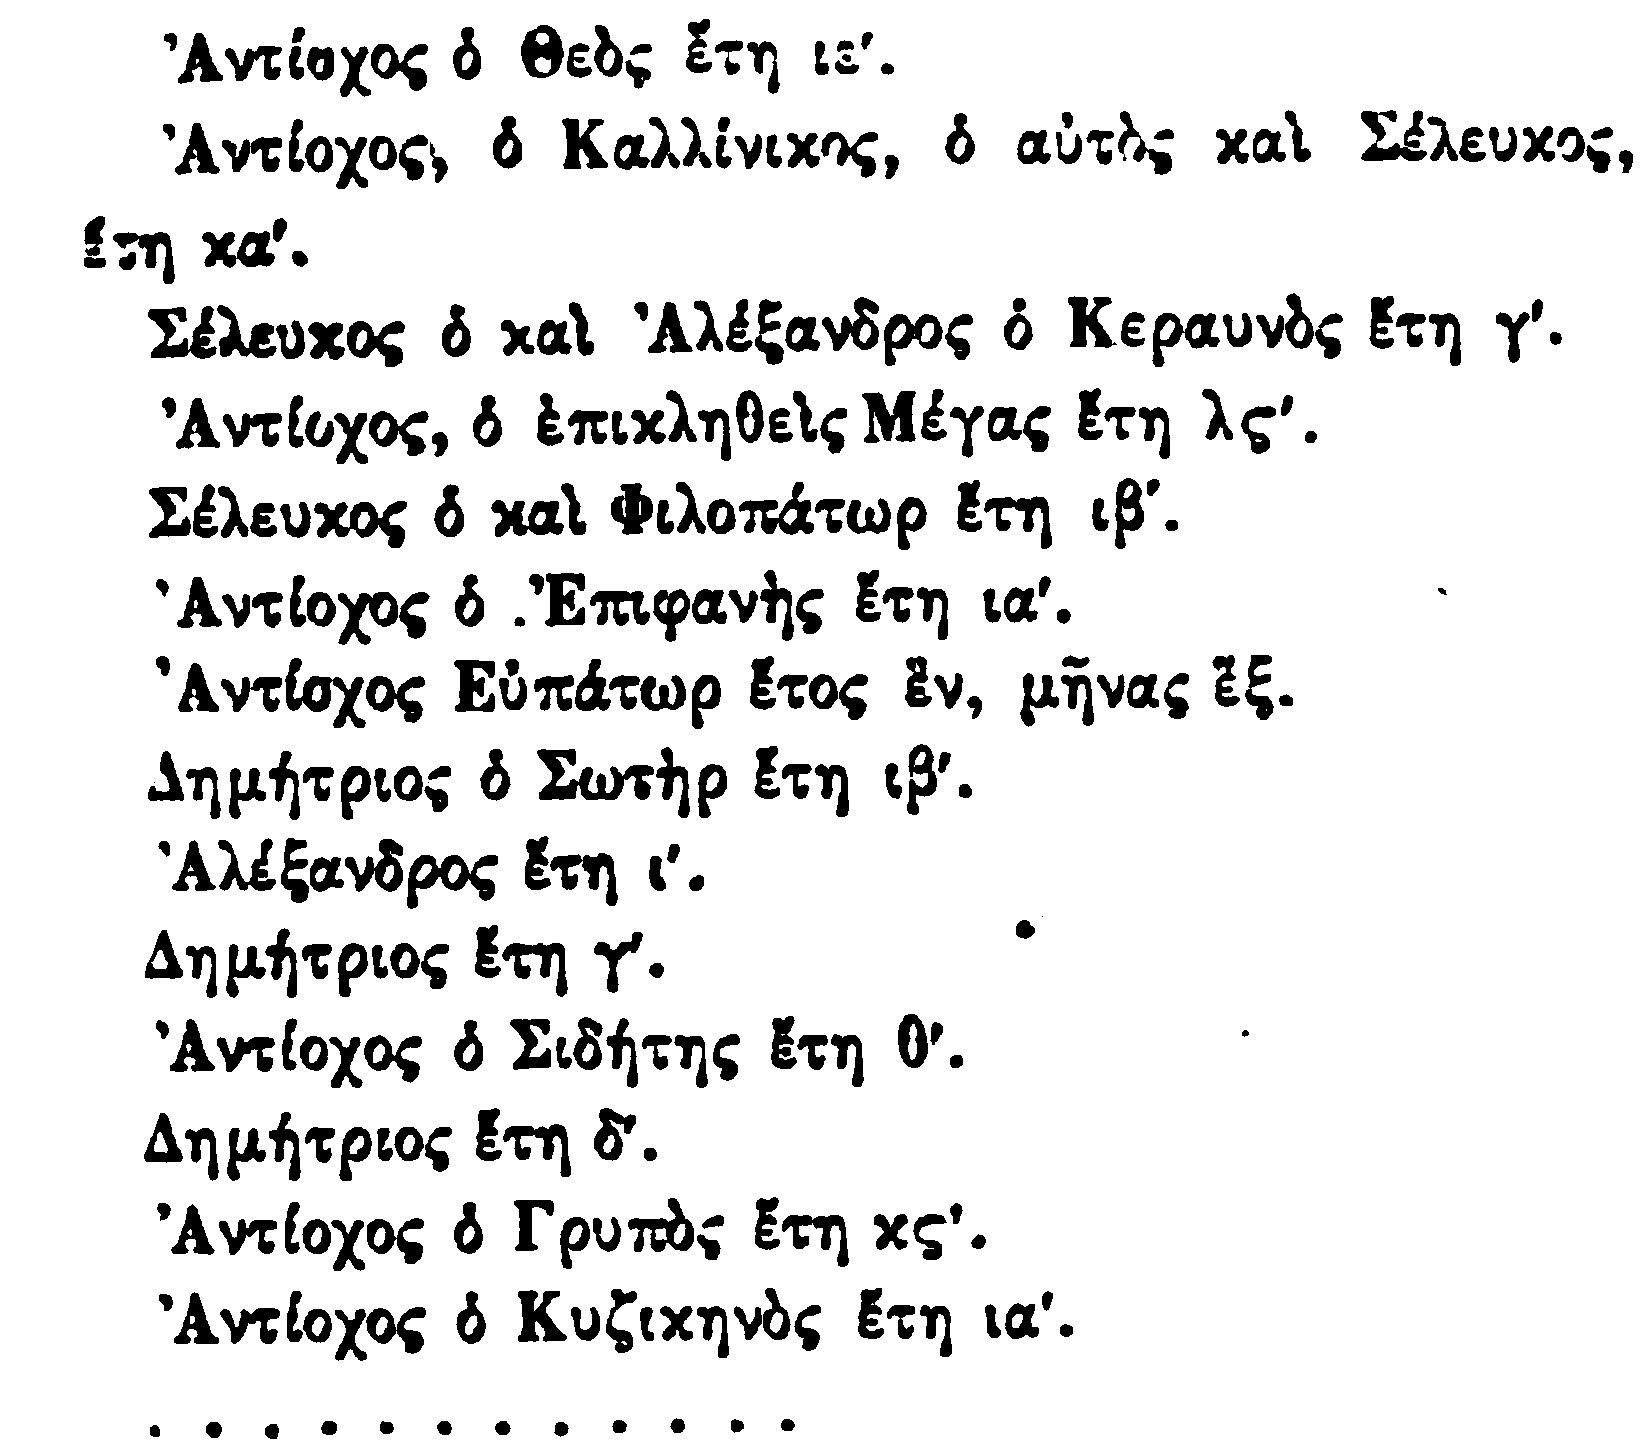 Ἀντίοχος ὁ Θεὸς ἔτη ιε′.
Ἀντίοχος, ὁ Καλλίνικος, ὁ αὐτὸς καὶ Σέλευκος,
ἔτη κα′.
Σέλευκος ὁ καὶ Ἀλέξανδρος ὁ Κεραυνὸς ἔτη γ′.
Ἀντίοχος, ὁ ἐπικληθεὶς Μέγας ἔτη λς′.
Σέλευκος ὁ καὶ Φιλοπάτωρ ἔτη ιβ′.
Ἀντίοχος ὁ Ἐπιφανὴς ἔτη ια′.
Ἀντίοχος Εὐπάτωρ ἔτος ἓν, μῆνας ἕξ.
Δημήτριος ὁ Σωτὴρ ἔτη ιβ′.
Ἀλέξανδρος ἔτη ι′.
Δημήτριος ἔτη γ′.
Ἀντίοχος ὁ Σιδήτης ἔτη θ′.
Δημήτριος ἔτη δ′.
Ἀντίοχος ὁ Γρυπὸς ἔτη κς′.
Ἀντίοχος ὁ Κυζικηνὸς ἔτη ια′.
. . . . . . . . . . . .